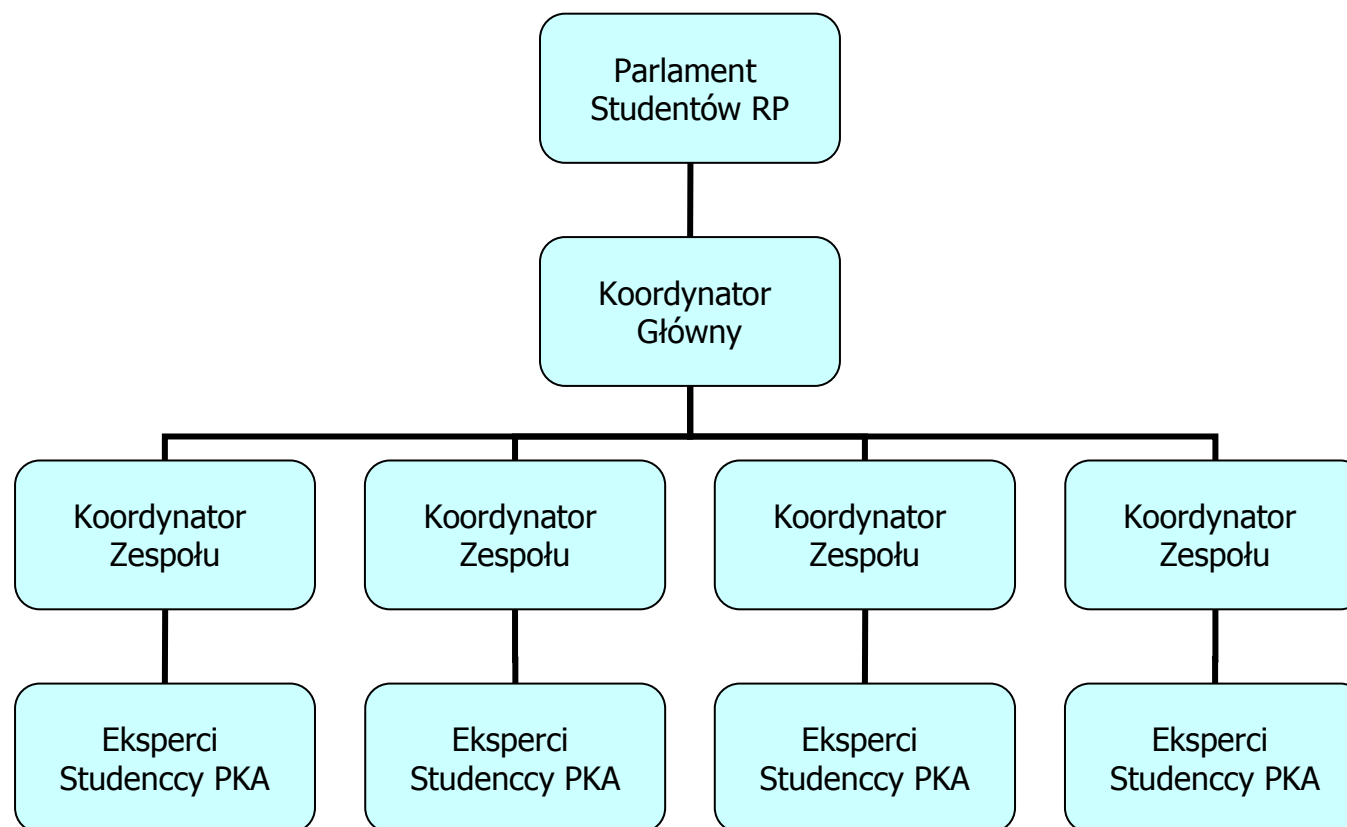 Parlament
Studentów RP
Koordynator
Główny
Koordynator
Zespołu
Koordynator
Zespołu
Koordynator
Zespołu
Koordynator
Zespołu
Eksperci
Studenccy PKA
Eksperci
Studenccy PKA
Eksperci
Studenccy PKA
Eksperci
Studenccy PKA